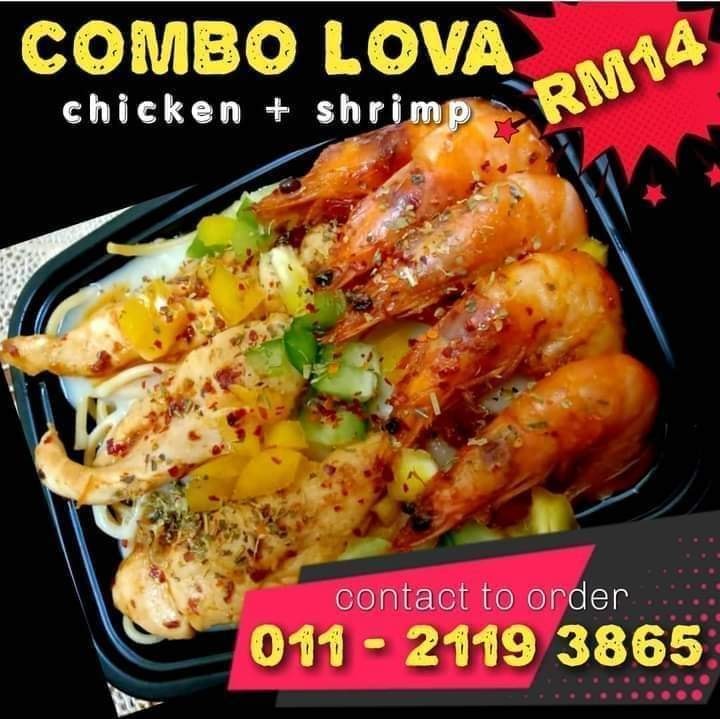 COMBO LOVA
RM14
chicken + shrimp
contact to order
011 - 2119 3865